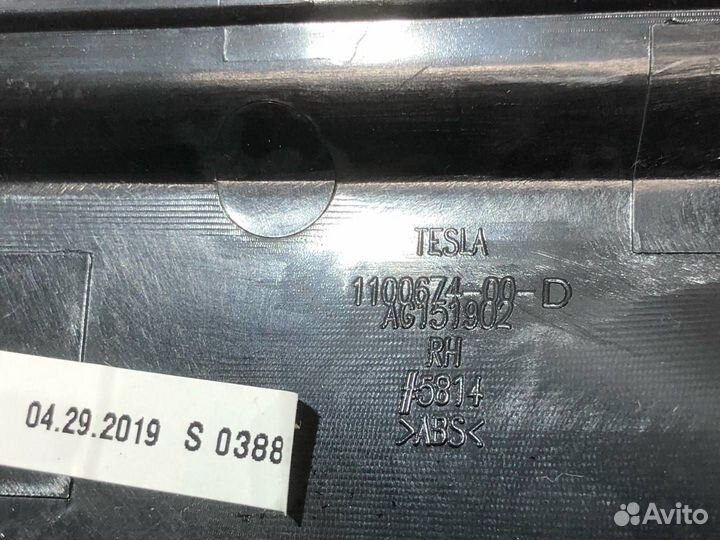 TESLA
1100674-00-D
AG151902
RH
#5814
>ABS<
04.29.2019 S 0388
Avito